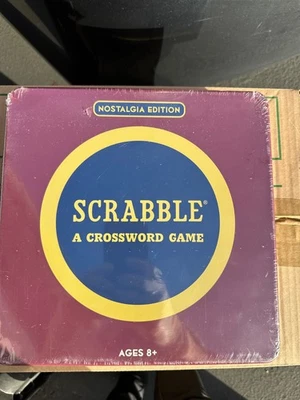 NOSTALGIA EDITION
SCRABBLE®
A CROSSWORD GAME
AGES 8+